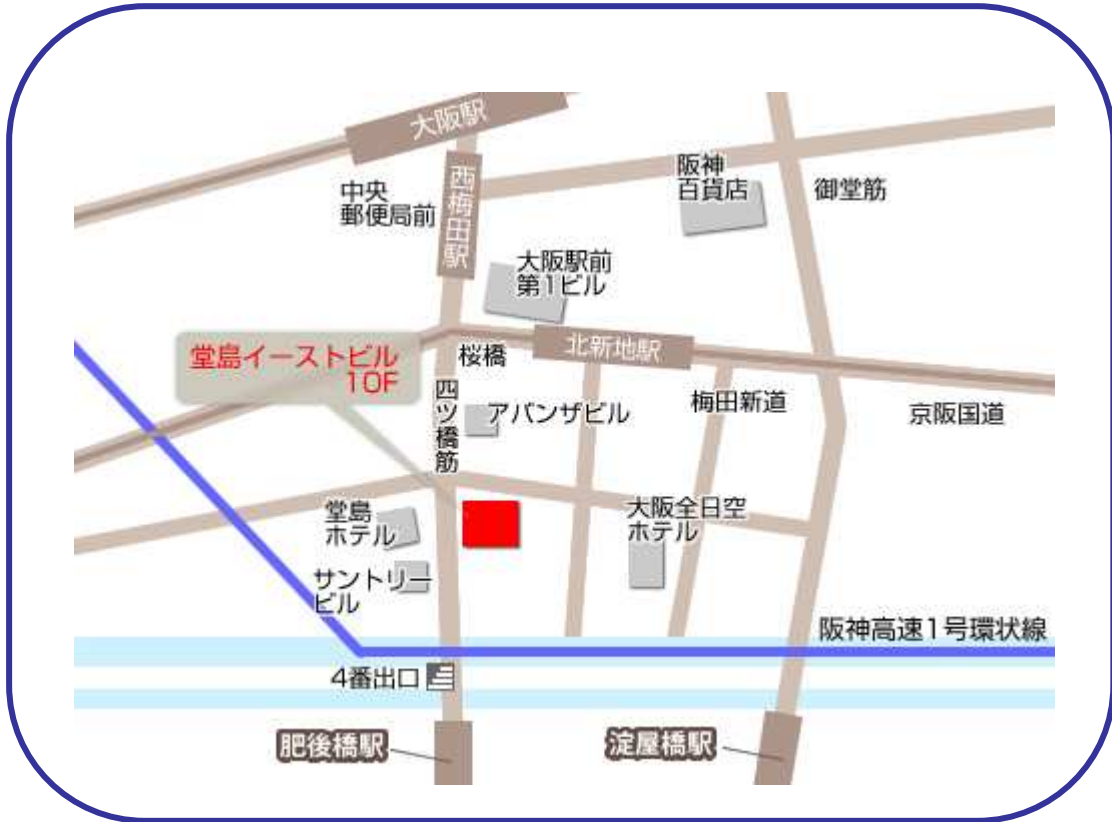 大阪駅
西梅田駅
中央
郵便局前
阪神
百貨店
御堂筋
大阪駅前
第1ビル
堂島イーストビル
10F
桜橋
北新地駅
四ツ橋筋
アバンザビル
梅田新道
京阪国道
堂島
ホテル
大阪全日空
ホテル
サントリー
ビル
阪神高速1号環状線
4番出口
肥後橋駅
淀屋橋駅